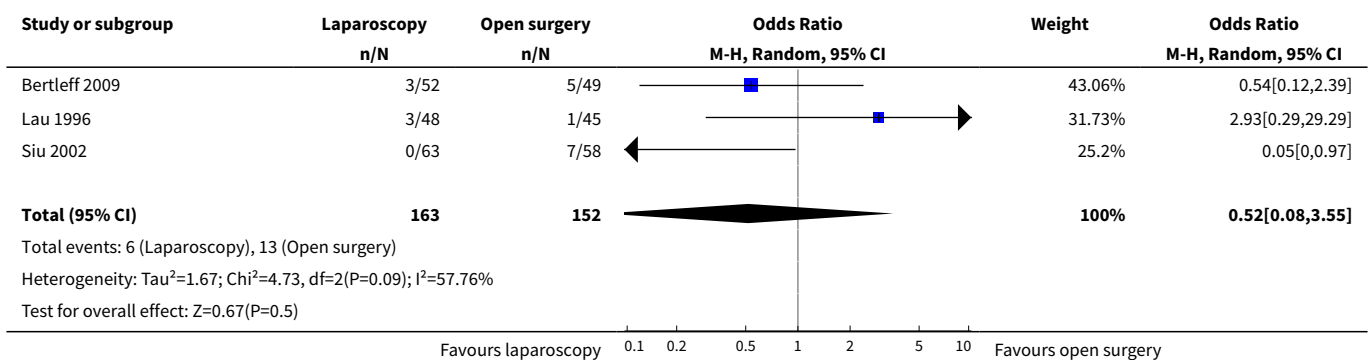 Study or subgroup Laparoscopy Open surgery Odds Ratio Weight Odds Ratio
n/N n/N M-H, Random, 95% CI M-H, Random, 95% CI
Bertleff 2009 3/52 5/49 43.06% 0.54[0.12,2.39]
Lau 1996 3/48 1/45 31.73% 2.93[0.29,29.29]
Siu 2002 0/63 7/58 25.2% 0.05[0,0.97]
Total (95% CI) 163 152 100% 0.52[0.08,3.55]
Total events: 6 (Laparoscopy), 13 (Open surgery)
Heterogeneity: Tau²=1.67; Chi²=4.73, df=2(P=0.09); I²=57.76%
Test for overall effect: Z=0.67(P=0.5)
Favours laparoscopy 0.1 0.2 0.5 1 2 5 10 Favours open surgery